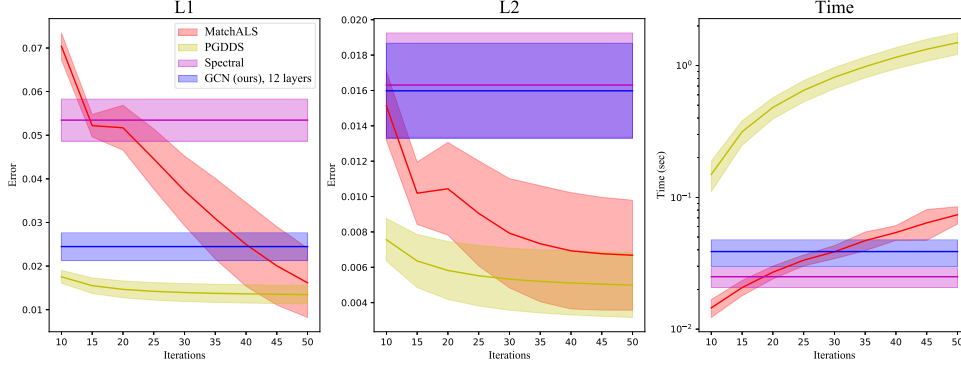 L1
Error
0.07
0.06
0.05
0.04
0.03
0.02
0.01
10 15 20 25 30 35 40 45 50
Iterations
MatchALS
PGDDS
Spectral
GCN (ours), 12 layers
L2
Error
0.020
0.018
0.016
0.014
0.012
0.010
0.008
0.006
0.004
10 15 20 25 30 35 40 45 50
Iterations
Time
Time (sec)
10⁰
10⁻¹
10⁻²
10 15 20 25 30 35 40 45 50
Iterations